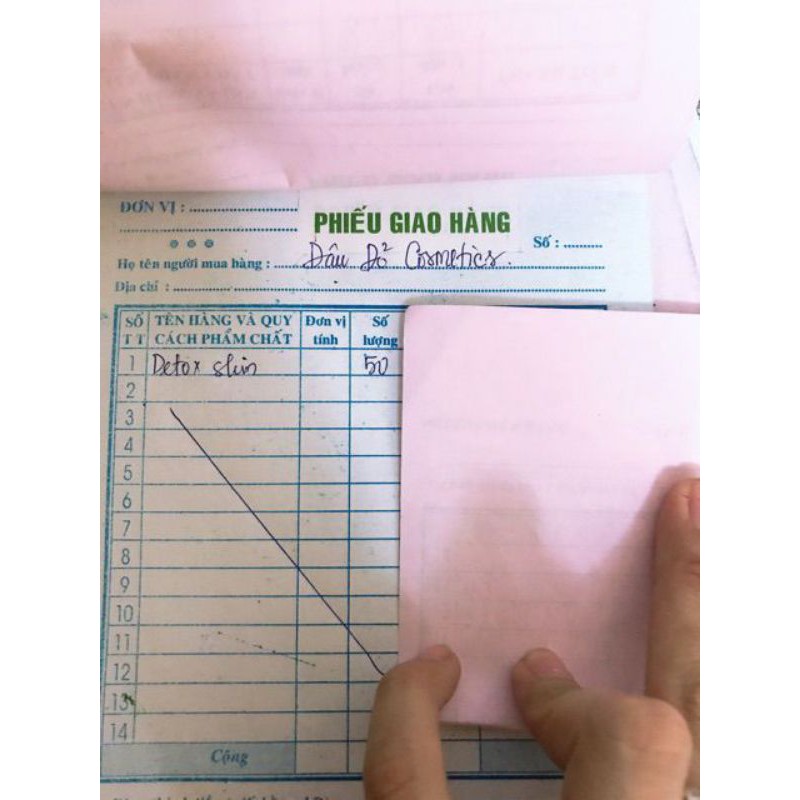 ĐƠN VỊ :
PHIẾU GIAO HÀNG
Số :
Họ tên người mua hàng : Dâu Đỏ Cosmetics.
Địa chỉ :
SỐ TT TÊN HÀNG VÀ QUY CÁCH PHẨM CHẤT Đơn vị tính Số lượng
1 Detox slim 50
2
3
4
5
6
7
8
9
10
11
12
13
14
Cộng